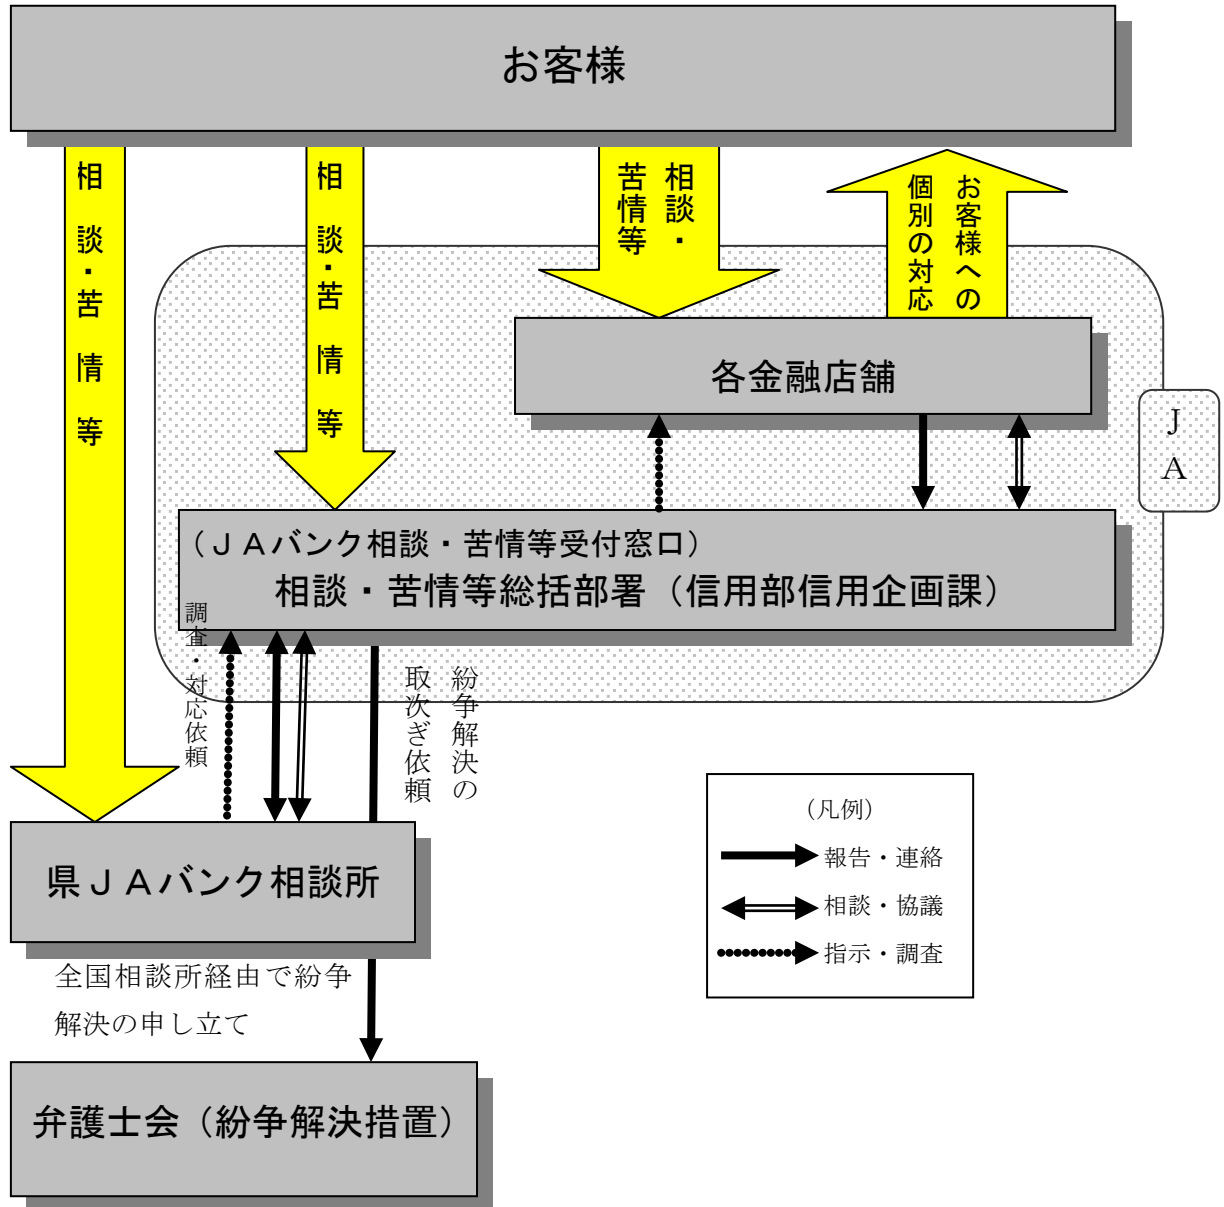 お客様
相談・苦情等
相談・苦情等
相談・
苦情等
お客様への
個別の対応
各金融店舗
JA
（ＪＡバンク相談・苦情等受付窓口）
相談・苦情等総括部署（信用部信用企画課）
調査・対応依頼
紛争解決の
取次ぎ依頼
（凡例）
報告・連絡
相談・協議
指示・調査
県ＪＡバンク相談所
全国相談所経由で紛争
解決の申し立て
弁護士会（紛争解決措置）